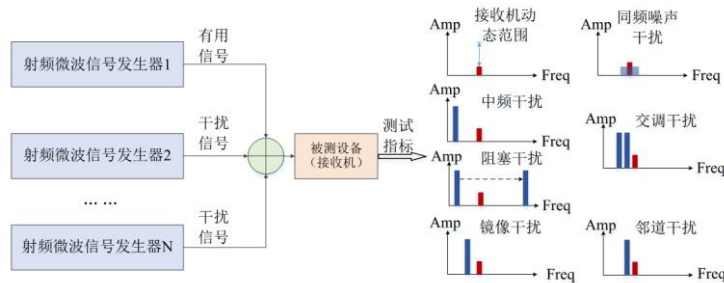 有用
信号
射频微波信号发生器1
干扰
信号
射频微波信号发生器2
... ...
干扰
信号
射频微波信号发生器N
被测设备
（接收机）
测试
指标
Amp
接收机动
态范围
Freq
Amp
同频噪声
干扰
Freq
Amp
中频干扰
Freq
Amp
交调干扰
Freq
Amp
阻塞干扰
Freq
Amp
镜像干扰
Freq
Amp
邻道干扰
Freq